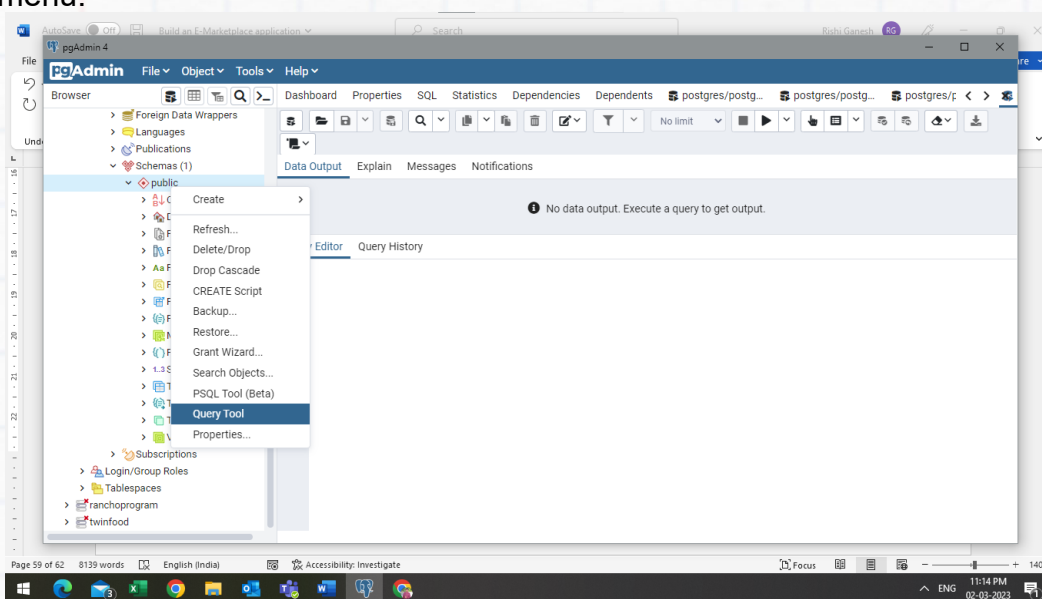 menu.
AutoSave Off Build an E-Marketplace application Search Rishi Ganesh RG
pgAdmin 4
File
pgAdmin File Object Tools Help
Browser Dashboard Properties SQL Statistics Dependencies Dependents postgres/postg... postgres/postg... postgres/p
Foreign Data Wrappers
No limit
Languages
Publications
Schemas (1)
Data Output Explain Messages Notifications
public
Create
No data output. Execute a query to get output.
Refresh...
Delete/Drop
Editor Query History
Drop Cascade
CREATE Script
Backup...
Restore...
Grant Wizard...
Search Objects...
PSQL Tool (Beta)
Query Tool
Properties...
Subscriptions
Login/Group Roles
Tablespaces
ranchoprogram
twinfood
Page 59 of 62 8139 words English (India) Accessibility: Investigate Focus 140
ENG 11:14 PM
02-03-2023